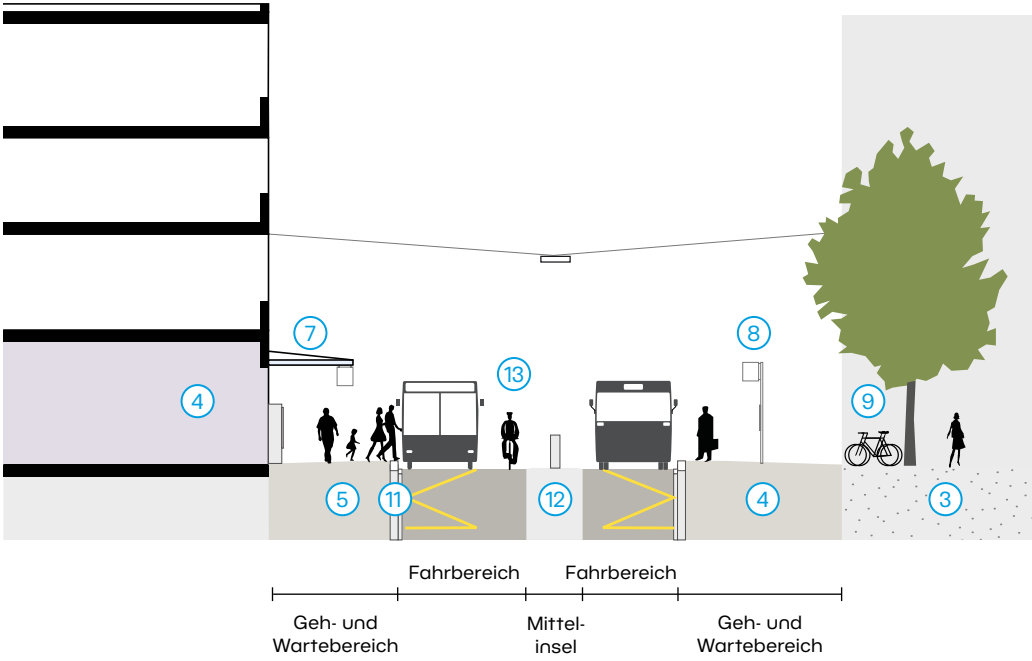 7
8
13
4
9
5
11
12
4
3
Fahrbereich
Fahrbereich
Geh- und
Wartebereich
Mittel-
insel
Geh- und
Wartebereich